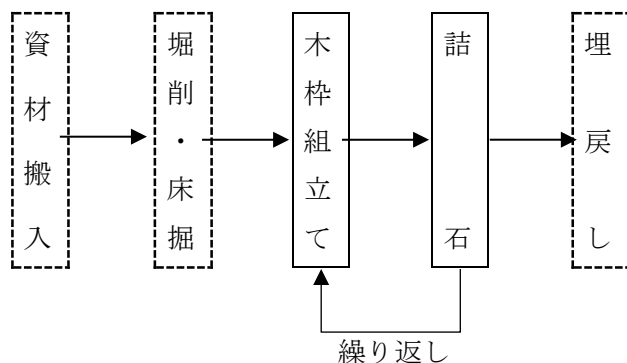 資材搬入
堀削・床掘
木枠組立て
詰石
埋戻し
繰り返し